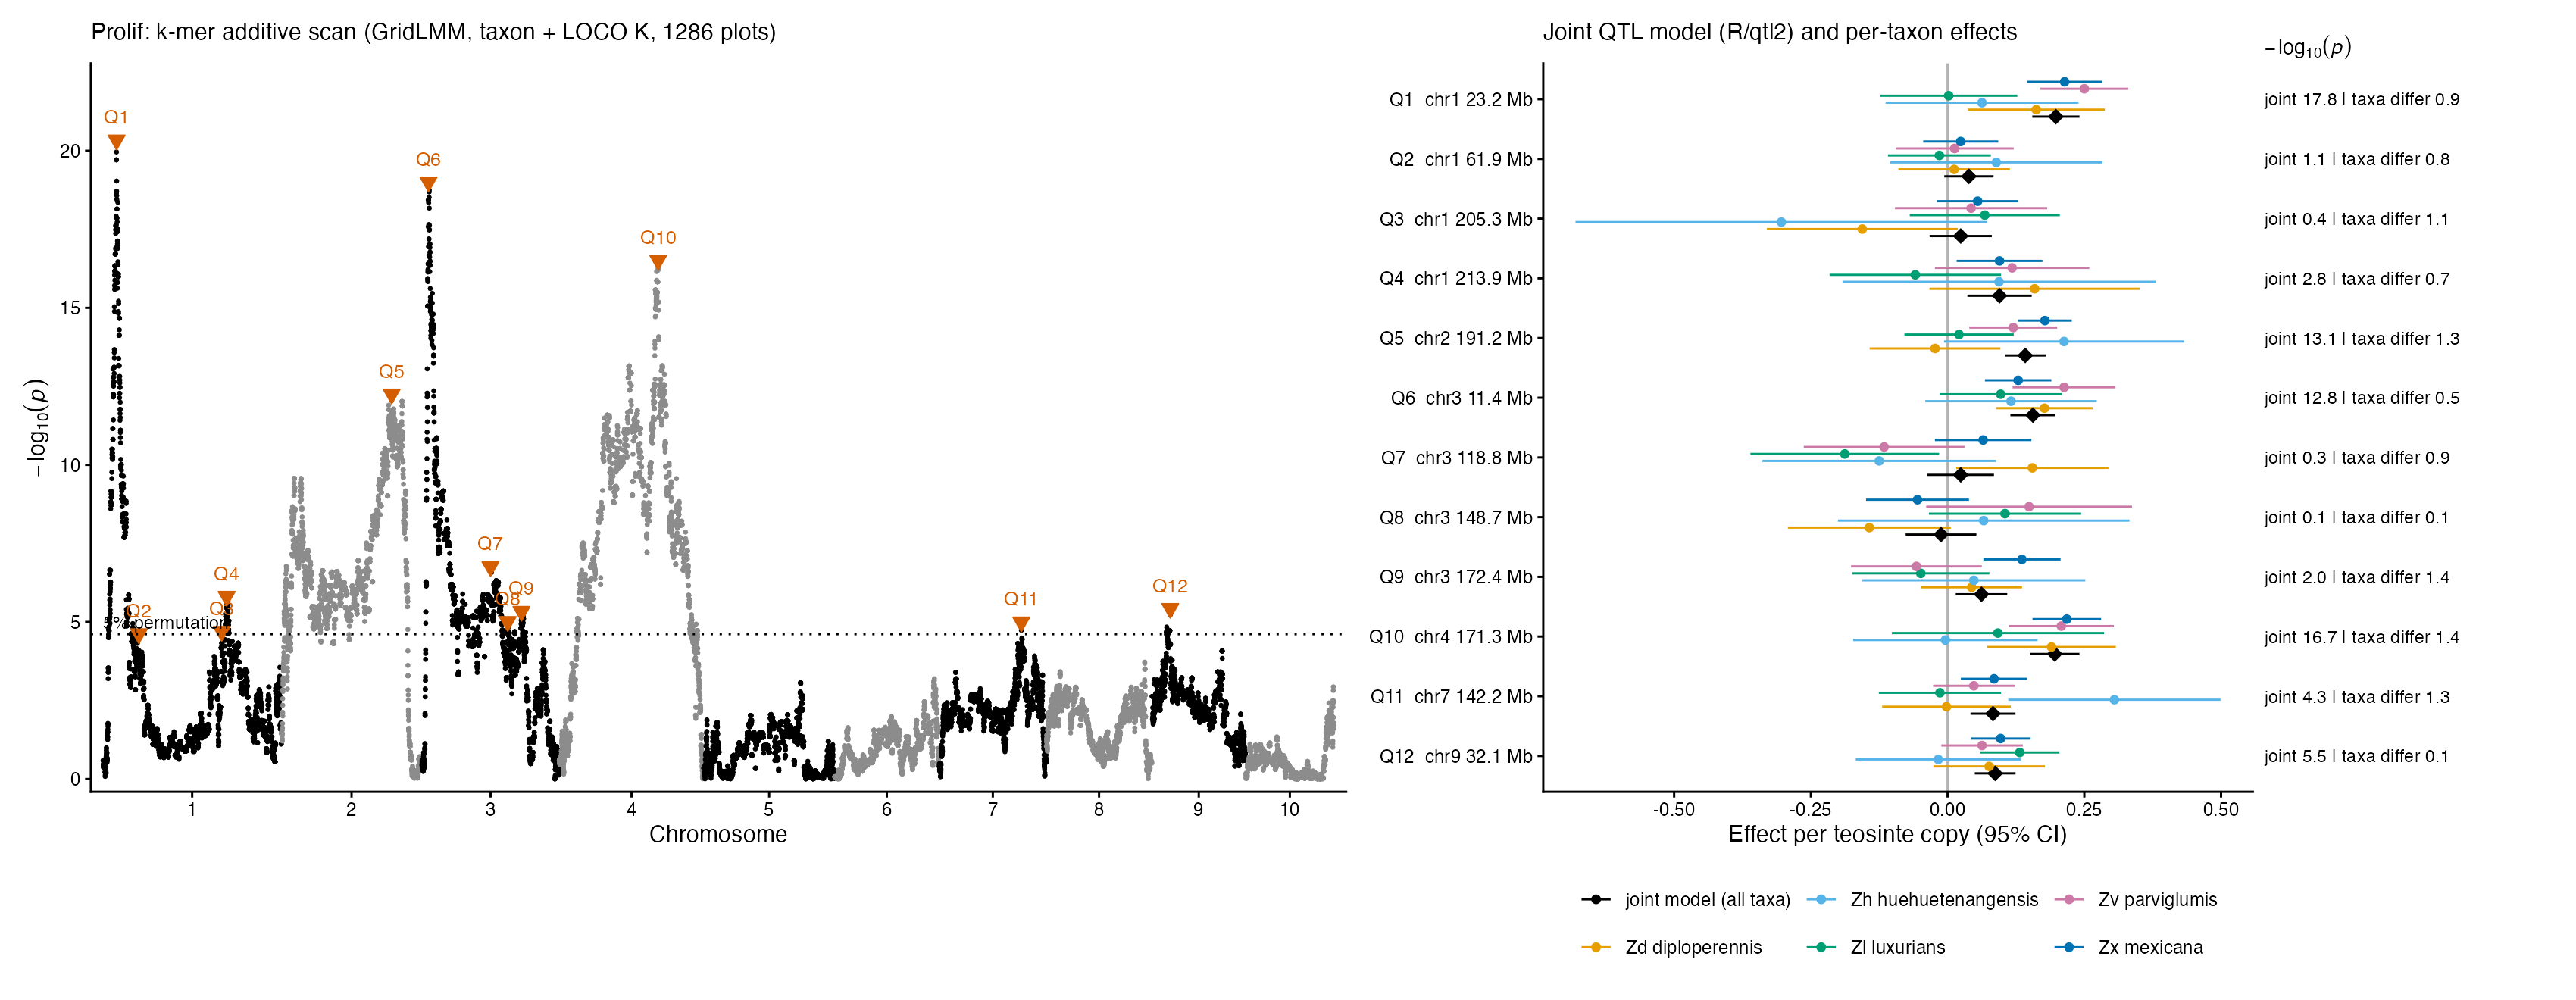 Prolif: k-mer additive scan (GridLMM, taxon + LOCO K, 1286 plots)
−log10(p)
20
15
10
5
0
Q1
Q2
Q3
Q4
Q5
Q6
Q7
Q8
Q9
Q10
Q11
Q12
5% permutation
1 2 3 4 5 6 7 8 9 10
Chromosome
Joint QTL model (R/qtl2) and per-taxon effects
−log10(p)
Q1 chr1 23.2 Mb joint 17.8 | taxa differ 0.9
Q2 chr1 61.9 Mb joint 1.1 | taxa differ 0.8
Q3 chr1 205.3 Mb joint 0.4 | taxa differ 1.1
Q4 chr1 213.9 Mb joint 2.8 | taxa differ 0.7
Q5 chr2 191.2 Mb joint 13.1 | taxa differ 1.3
Q6 chr3 11.4 Mb joint 12.8 | taxa differ 0.5
Q7 chr3 118.8 Mb joint 0.3 | taxa differ 0.9
Q8 chr3 148.7 Mb joint 0.1 | taxa differ 0.1
Q9 chr3 172.4 Mb joint 2.0 | taxa differ 1.4
Q10 chr4 171.3 Mb joint 16.7 | taxa differ 1.4
Q11 chr7 142.2 Mb joint 4.3 | taxa differ 1.3
Q12 chr9 32.1 Mb joint 5.5 | taxa differ 0.1
-0.50 -0.25 0.00 0.25 0.50
Effect per teosinte copy (95% CI)
joint model (all taxa) Zh huehuetenangensis Zv parviglumis
Zd diploperennis Zl luxurians Zx mexicana